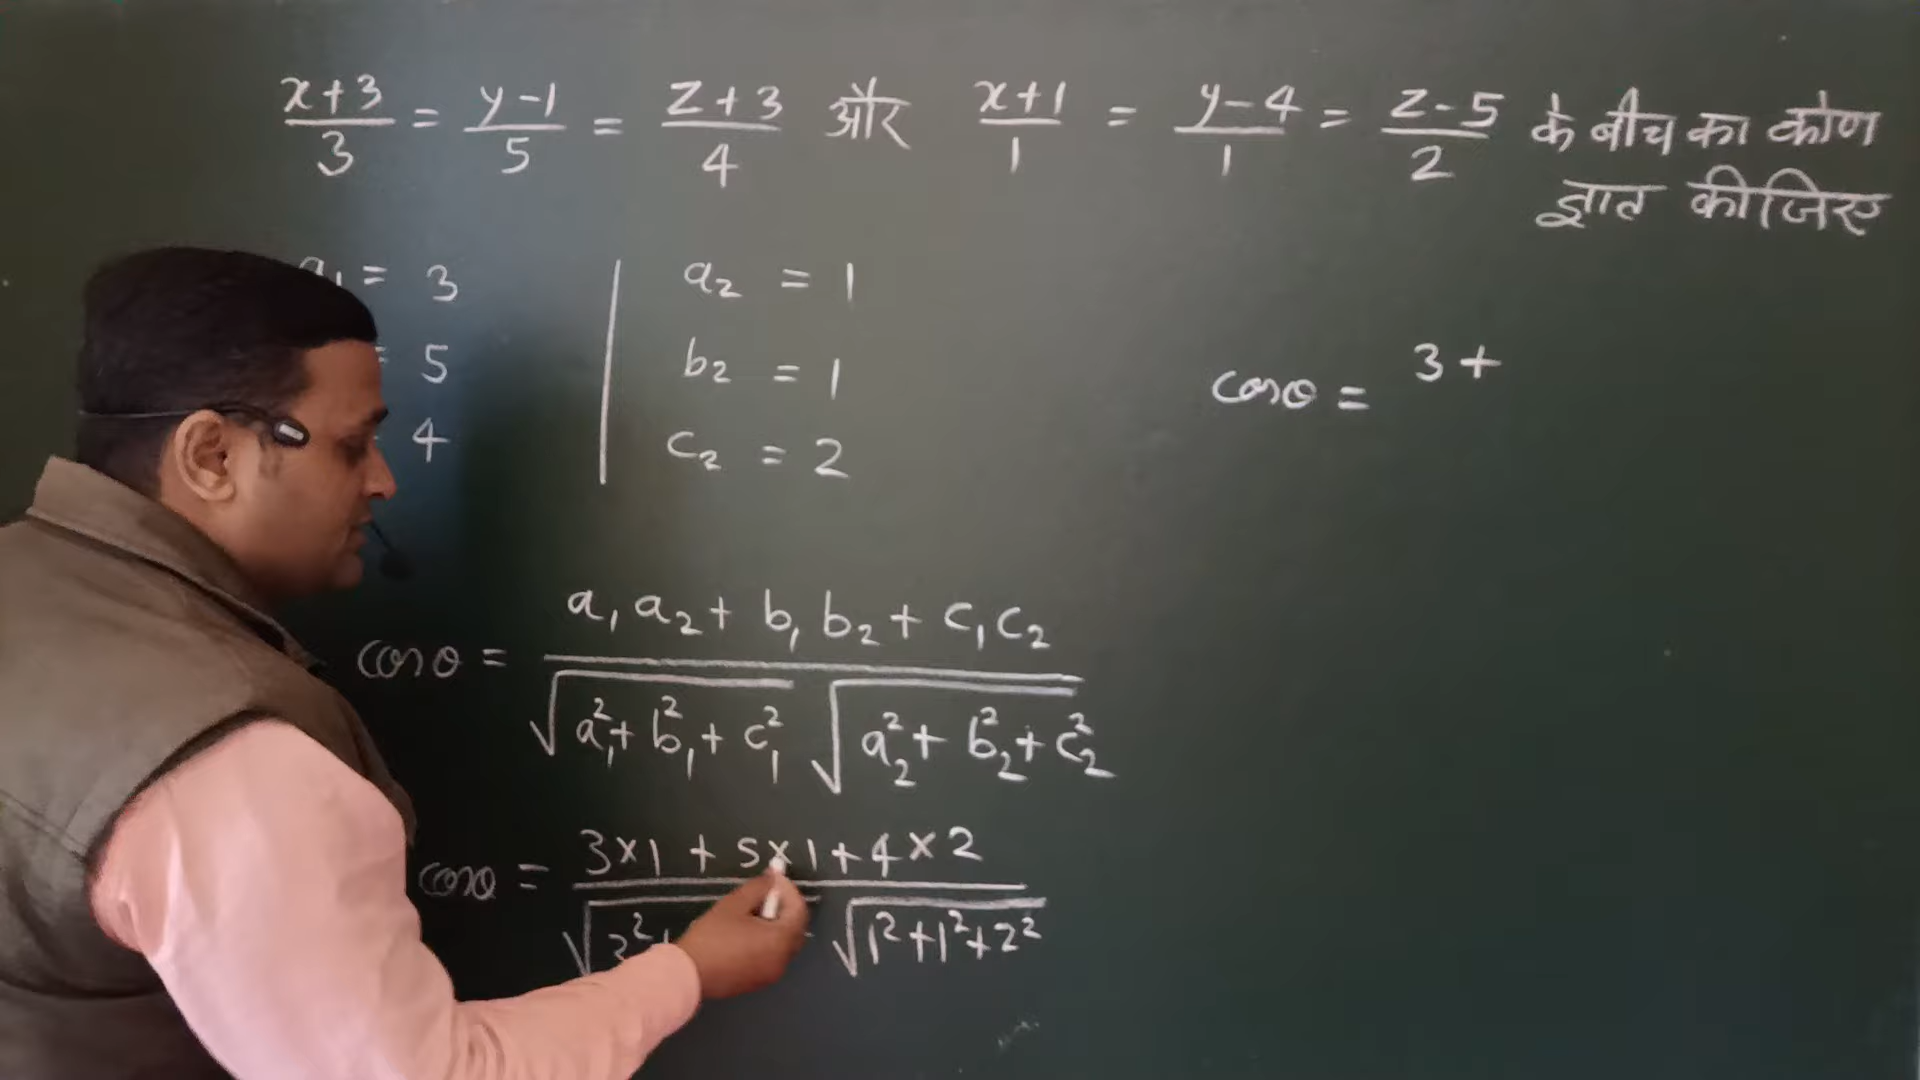 x+3/3 = y-1/5 = z+3/4 और x+1/1 = y-4/1 = z-5/2 के बीच का कोण
ज्ञात कीजिए
a₁ = 3
= 5
4
a₂ = 1
b₂ = 1
c₂ = 2
cosθ = 3 +
cosθ = a₁a₂ + b₁b₂ + c₁c₂ / √a₁²+b₁²+c₁² √a₂²+b₂²+c₂²
cosθ = 3×1 + 5×1 + 4×2 / √3²+ √1²+1²+2²